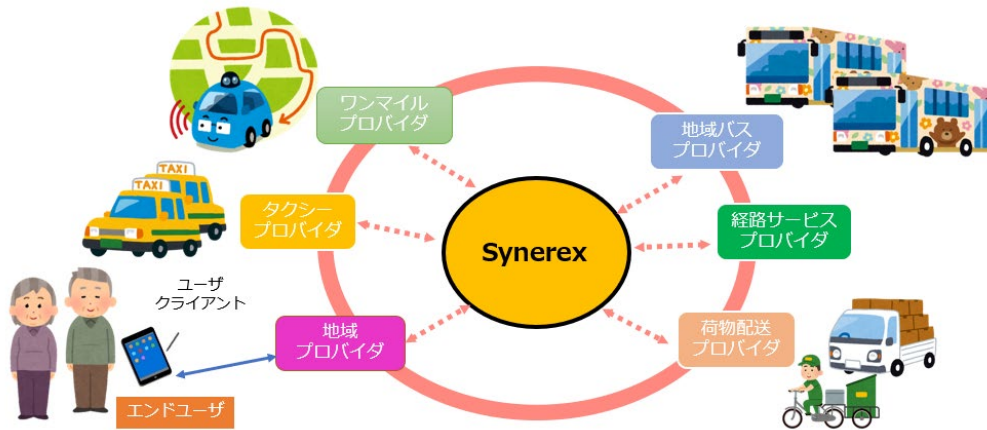 ワンマイル
プロバイダ
地域バス
プロバイダ
TAXI
TAXI
タクシー
プロバイダ
Synerex
経路サービス
プロバイダ
ユーザ
クライアント
地域
プロバイダ
荷物配送
プロバイダ
エンドユーザ